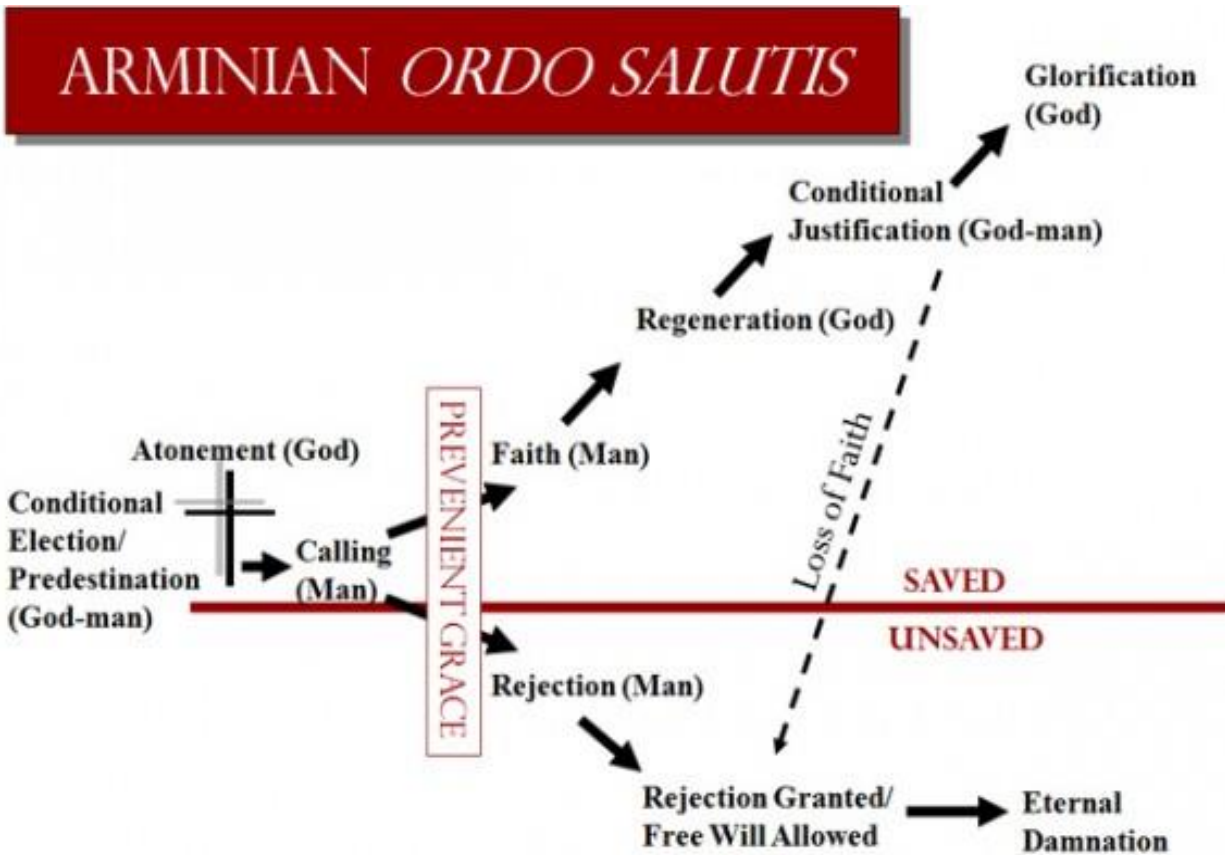 ARMINIAN ORDO SALUTIS
Glorification
(God)
Conditional
Justification (God-man)
Regeneration (God)
PREVENIENT GRACE
Faith (Man)
Atonement (God)
Conditional
Election/
Predestination
(God-man)
Calling
(Man)
Loss of Faith
SAVED
UNSAVED
Rejection (Man)
Rejection Granted/
Free Will Allowed
Eternal
Damnation